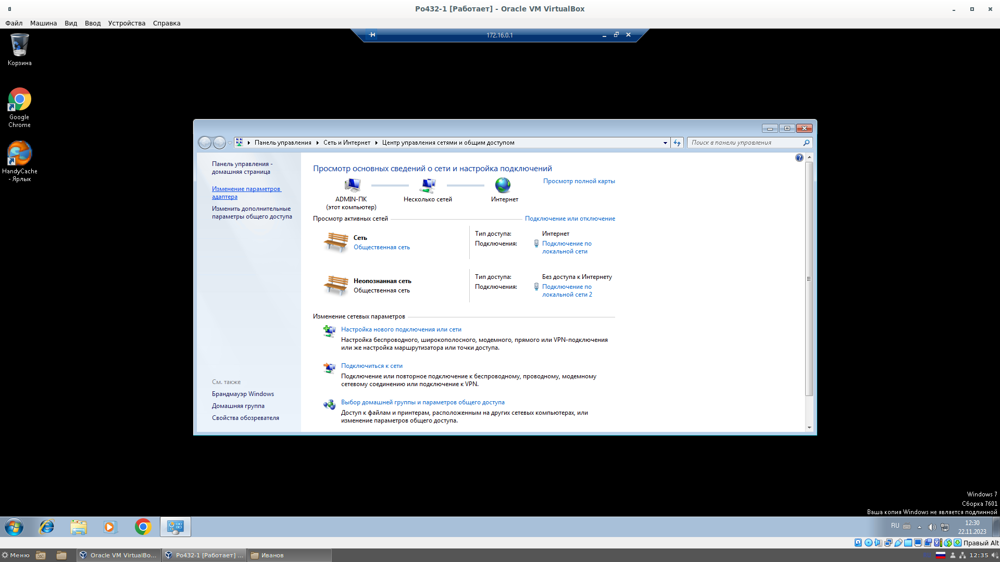 Po432-1 [Работает] - Oracle VM VirtualBox
Файл Машина Вид Ввод Устройства Справка
172.16.0.1
Корзина
Google
Chrome
HandyCache
- Ярлык
Панель управления Сеть и Интернет Центр управления сетями и общим доступом
Поиск в панели управления
Панель управления -
домашняя страница
Изменение параметров
адаптера
Изменить дополнительные
параметры общего доступа
См. также
Брандмауэр Windows
Домашняя группа
Свойства обозревателя
Просмотр основных сведений о сети и настройка подключений
Просмотр полной карты
ADMIN-ПК
(этот компьютер)
Несколько сетей
Интернет
Просмотр активных сетей
Подключение или отключение
Сеть
Общественная сеть
Тип доступа: Интернет
Подключения: Подключение по
локальной сети
Неопознанная сеть
Общественная сеть
Тип доступа: Без доступа к Интернету
Подключения: Подключение по
локальной сети 2
Изменение сетевых параметров
Настройка нового подключения или сети
Настройка беспроводного, широкополосного, модемного, прямого или VPN-подключения
или же настройка маршрутизатора или точки доступа.
Подключиться к сети
Подключение или повторное подключение к беспроводному, проводному, модемному
сетевому соединению или подключение к VPN.
Выбор домашней группы и параметров общего доступа
Доступ к файлам и принтерам, расположенным на других сетевых компьютерах, или
изменение параметров общего доступа.
Windows 7
Сборка 7601
Ваша копия Windows не является подлинной
RU
12:30
22.11.2023
Правый Alt
Меню
Oracle VM VirtualBo...
Po432-1 [Работает] ...
Иванов
12:35